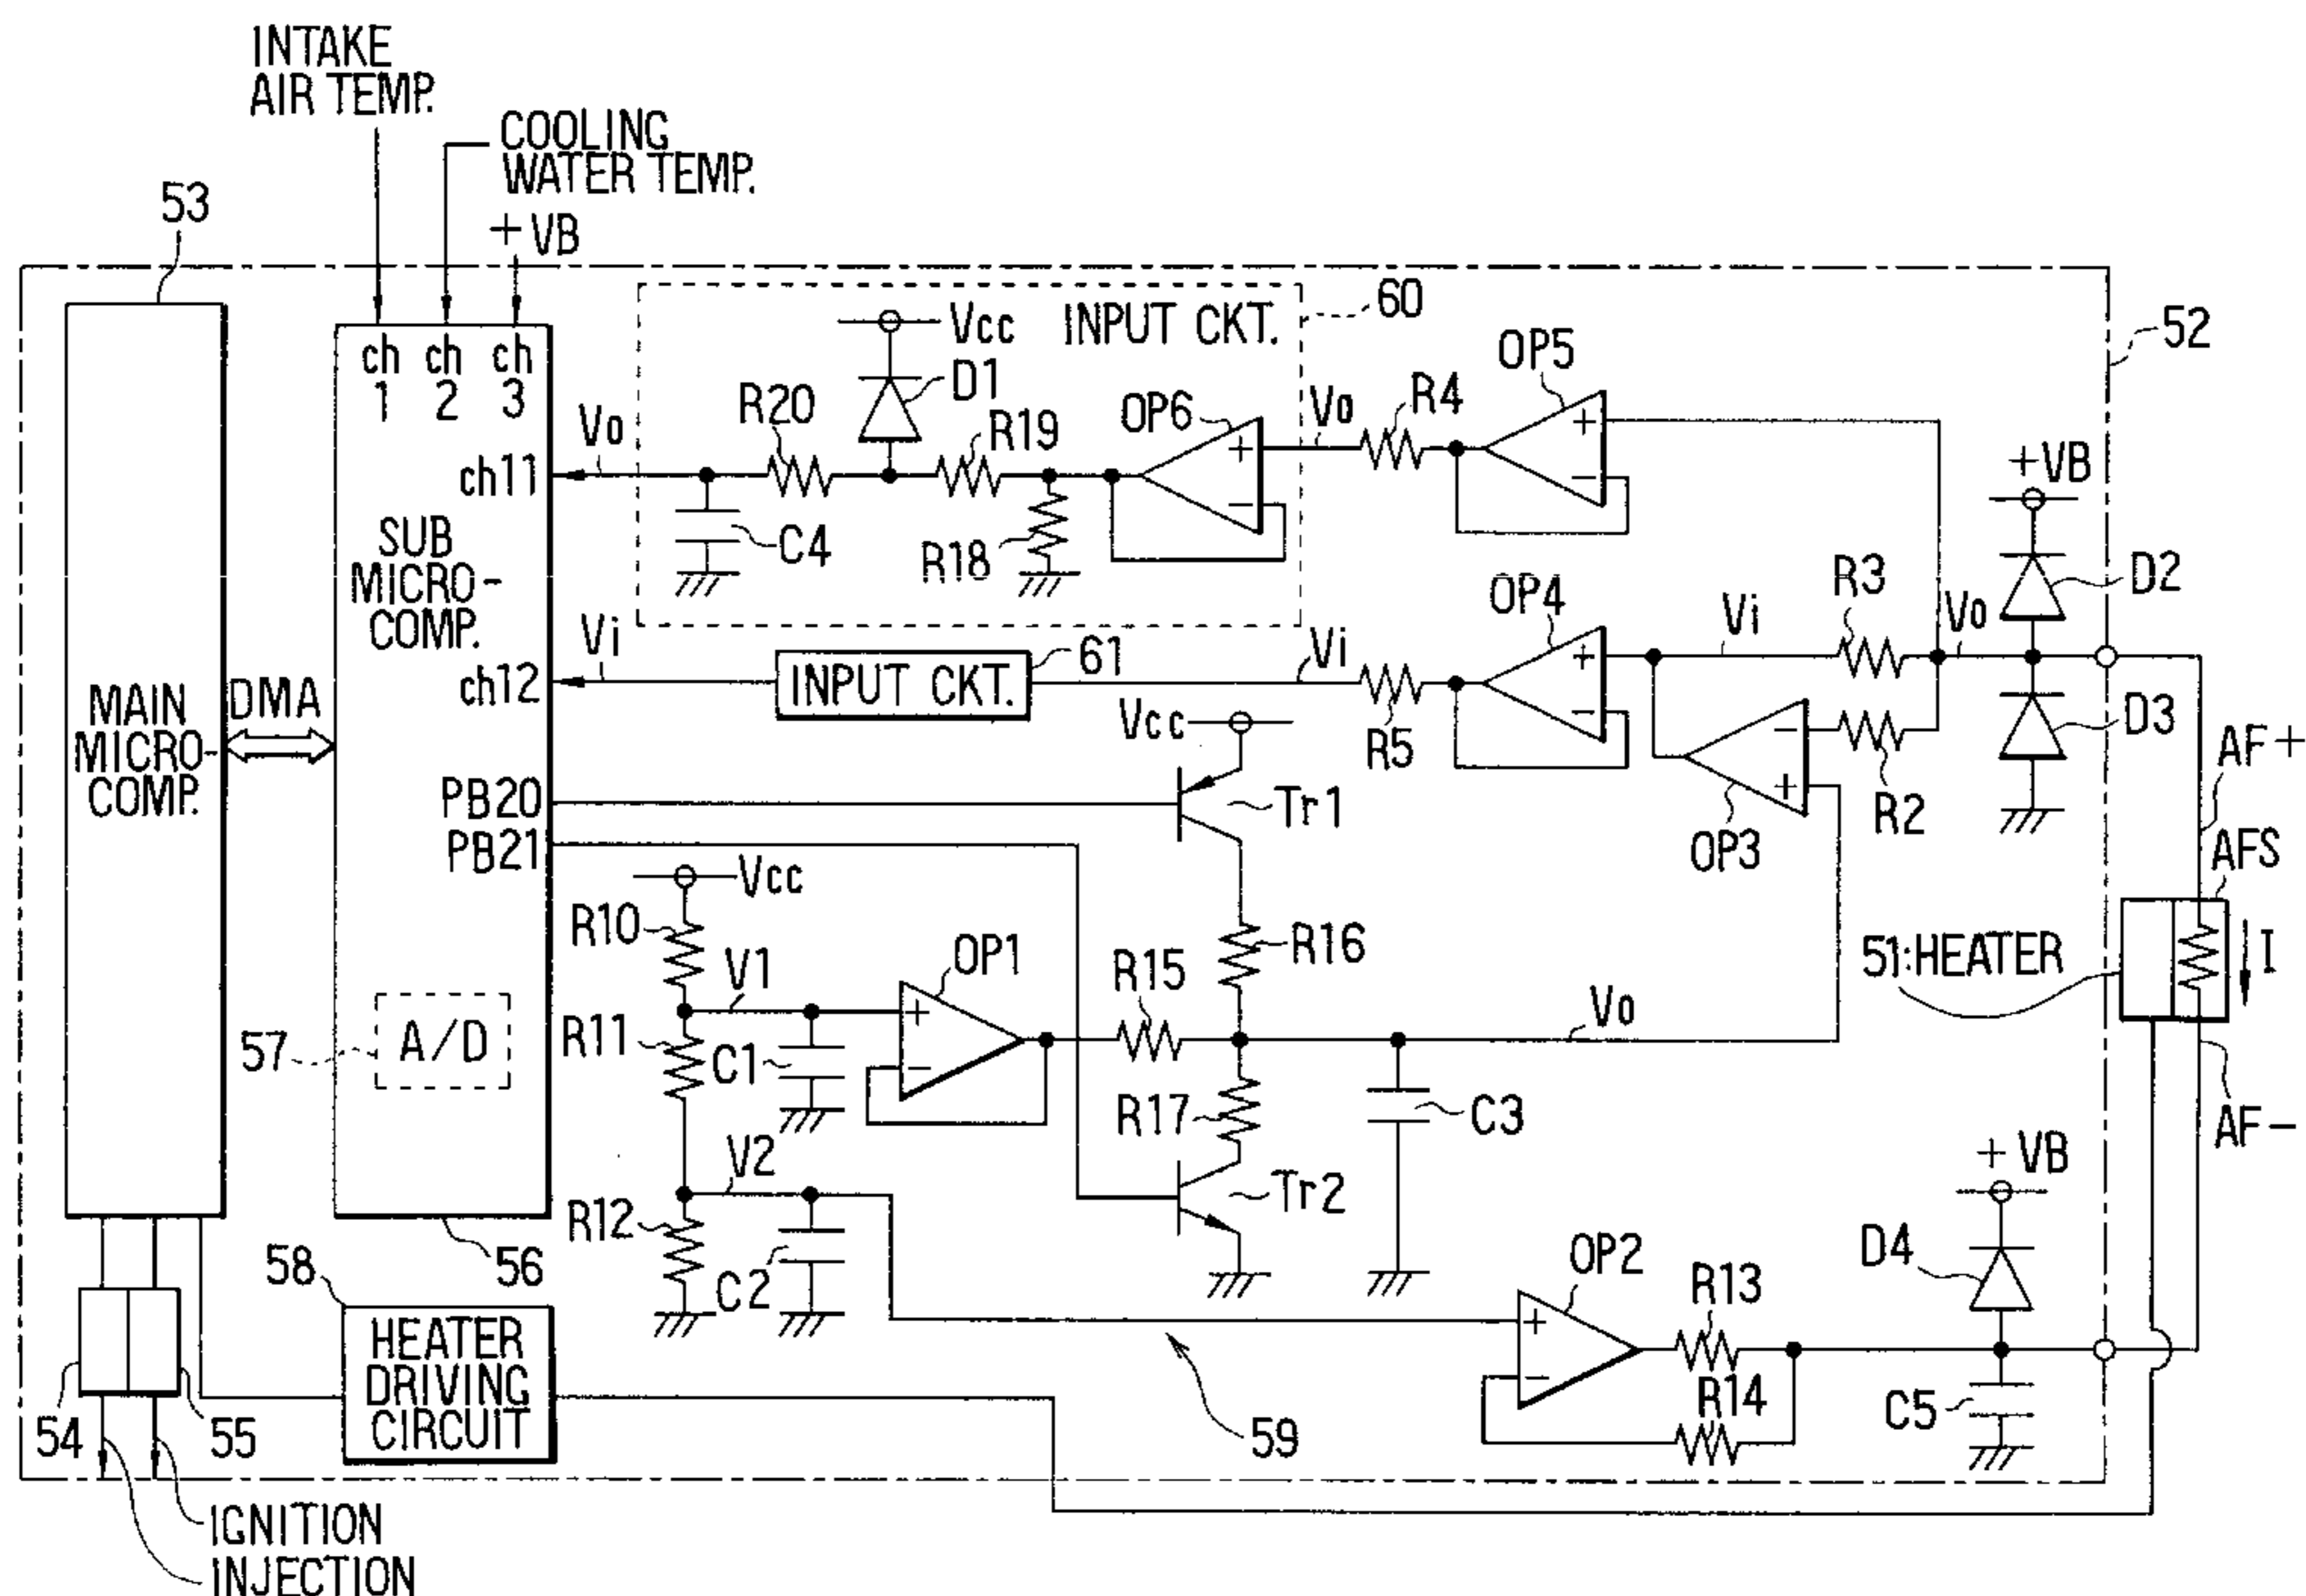 INTAKE
AIR TEMP.
COOLING
WATER TEMP.
+VB
53
52
60
INPUT CKT.
Vcc
D1
ch ch ch
1 2 3
Vo
R20
R19
OP6
Vo
R4
OP5
ch11
C4
R18
+VB
D2
R3
Vo
Vi
OP4
SUB
MICRO-
COMP.
Vi
ch12
INPUT CKT.
61
Vi
R5
D3
R2
OP3
AF+
AFS
MAIN
MICRO-
COMP.
DMA
Vcc
Tr1
PB20
PB21
Vcc
R10
V1
OP1
R15
R16
Vo
51:HEATER
I
57
A/D
R11
C1
R17
C3
AF-
V2
R12
C2
Tr2
+VB
D4
OP2
R13
R14
C5
58
56
HEATER
DRIVING
CIRCUIT
59
54
55
IGNITION
INJECTION